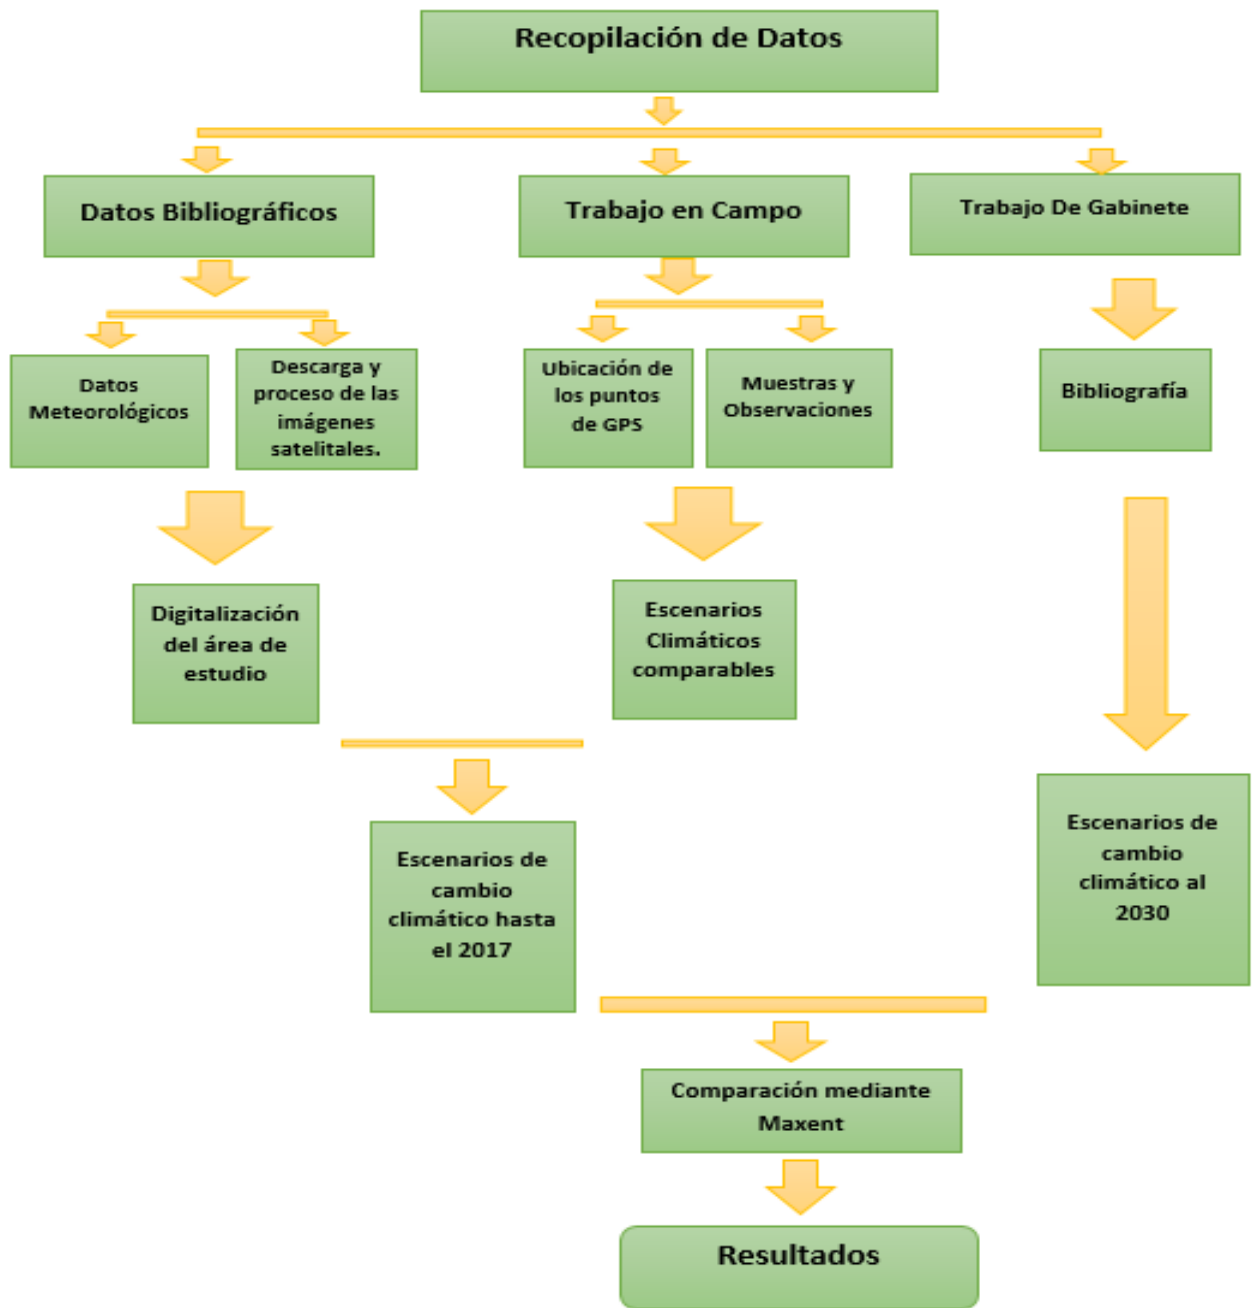 Recopilación de Datos
Datos Bibliográficos
Trabajo en Campo
Trabajo De Gabinete
Datos
Meteorológicos
Descarga y
proceso de las
imágenes
satelitales.
Ubicación de
los puntos
de GPS
Muestras y
Observaciones
Bibliografía
Digitalización
del área de
estudio
Escenarios
Climáticos
comparables
Escenarios de
cambio
climático hasta
el 2017
Escenarios de
cambio
climático al
2030
Comparación mediante
Maxent
Resultados